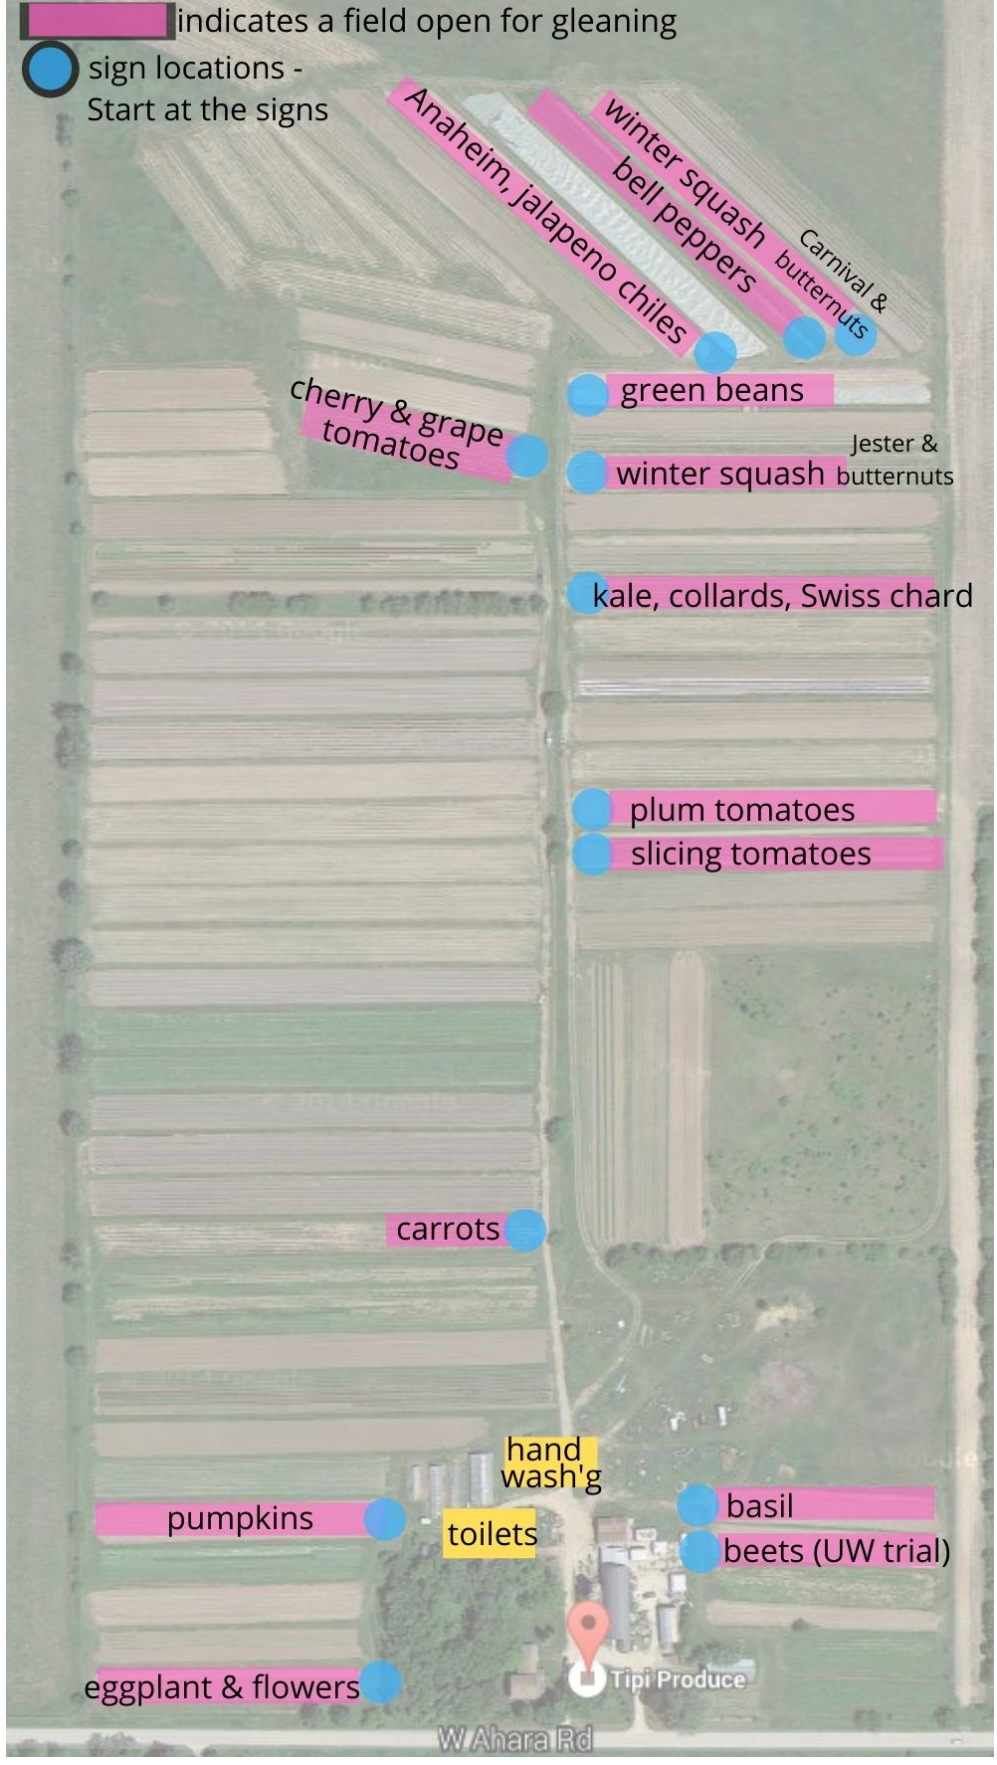 indicates a field open for gleaning
sign locations -
Start at the signs
Anaheim, jalapeno chiles
bell peppers
winter squash
Carnival &
butternuts
green beans
cherry & grape
tomatoes
Jester &
winter squash butternuts
kale, collards, Swiss chard
plum tomatoes
slicing tomatoes
carrots
hand
wash'g
toilets
pumpkins
basil
beets (UW trial)
eggplant & flowers
Tipi Produce
W Ahara Rd